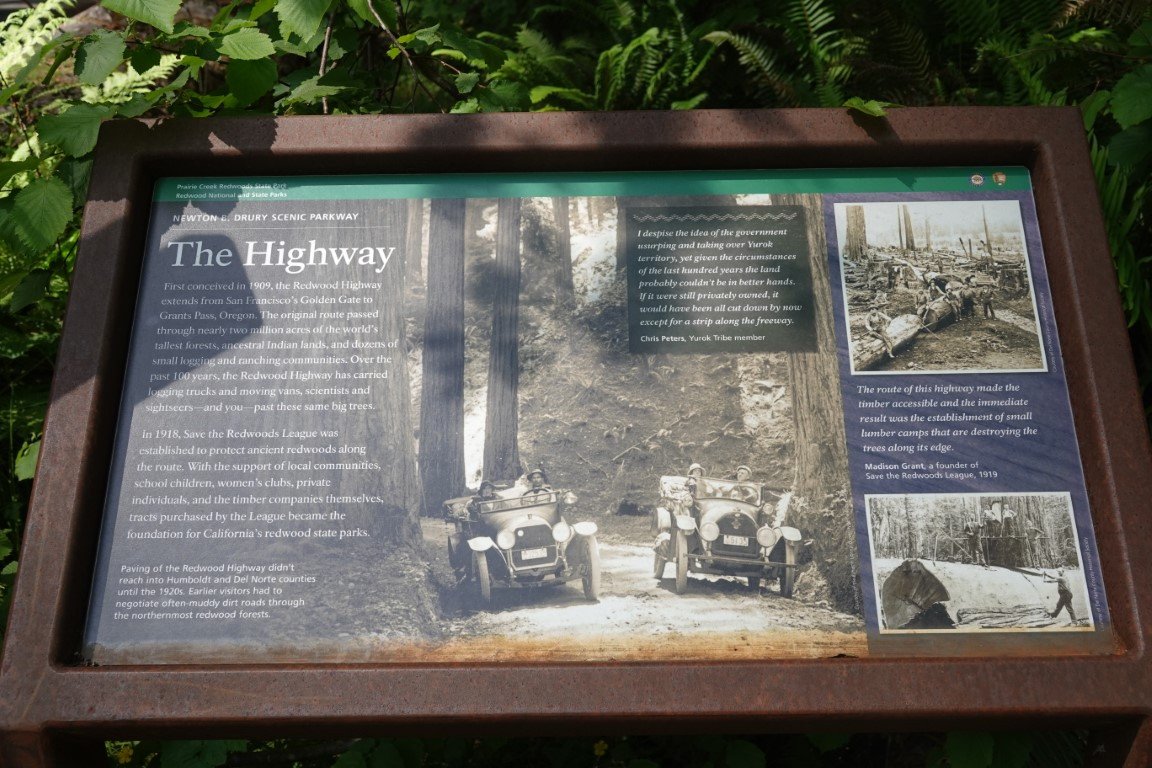 Prairie Creek Redwoods State Park
Redwood National and State Parks
NEWTON B. DRURY SCENIC PARKWAY
The Highway
First conceived in 1909, the Redwood Highway
extends from San Francisco's Golden Gate to
Grants Pass, Oregon. The original route passed
through nearly two million acres of the world's
tallest forests, ancestral Indian lands, and dozens of
small logging and ranching communities. Over the
past 100 years, the Redwood Highway has carried
logging trucks and moving vans, scientists and
sightseers—and you—past these same big trees.
In 1918, Save the Redwoods League was
established to protect ancient redwoods along
the route. With the support of local communities,
school children, women's clubs, private
individuals, and the timber companies themselves,
tracts purchased by the League became the
foundation for California's redwood state parks.
Paving of the Redwood Highway didn't
reach into Humboldt and Del Norte counties
until the 1920s. Earlier visitors had to
negotiate often-muddy dirt roads through
the northernmost redwood forests.
I despise the idea of the government
usurping and taking over Yurok
territory, yet given the circumstances
of the last hundred years the land
probably couldn't be in better hands.
If it were still privately owned, it
would have been all cut down by now
except for a strip along the freeway.
Chris Peters, Yurok Tribe member
The route of this highway made the
timber accessible and the immediate
result was the establishment of small
lumber camps that are destroying the
trees along its edge.
Madison Grant, a founder of
Save the Redwoods League, 1919